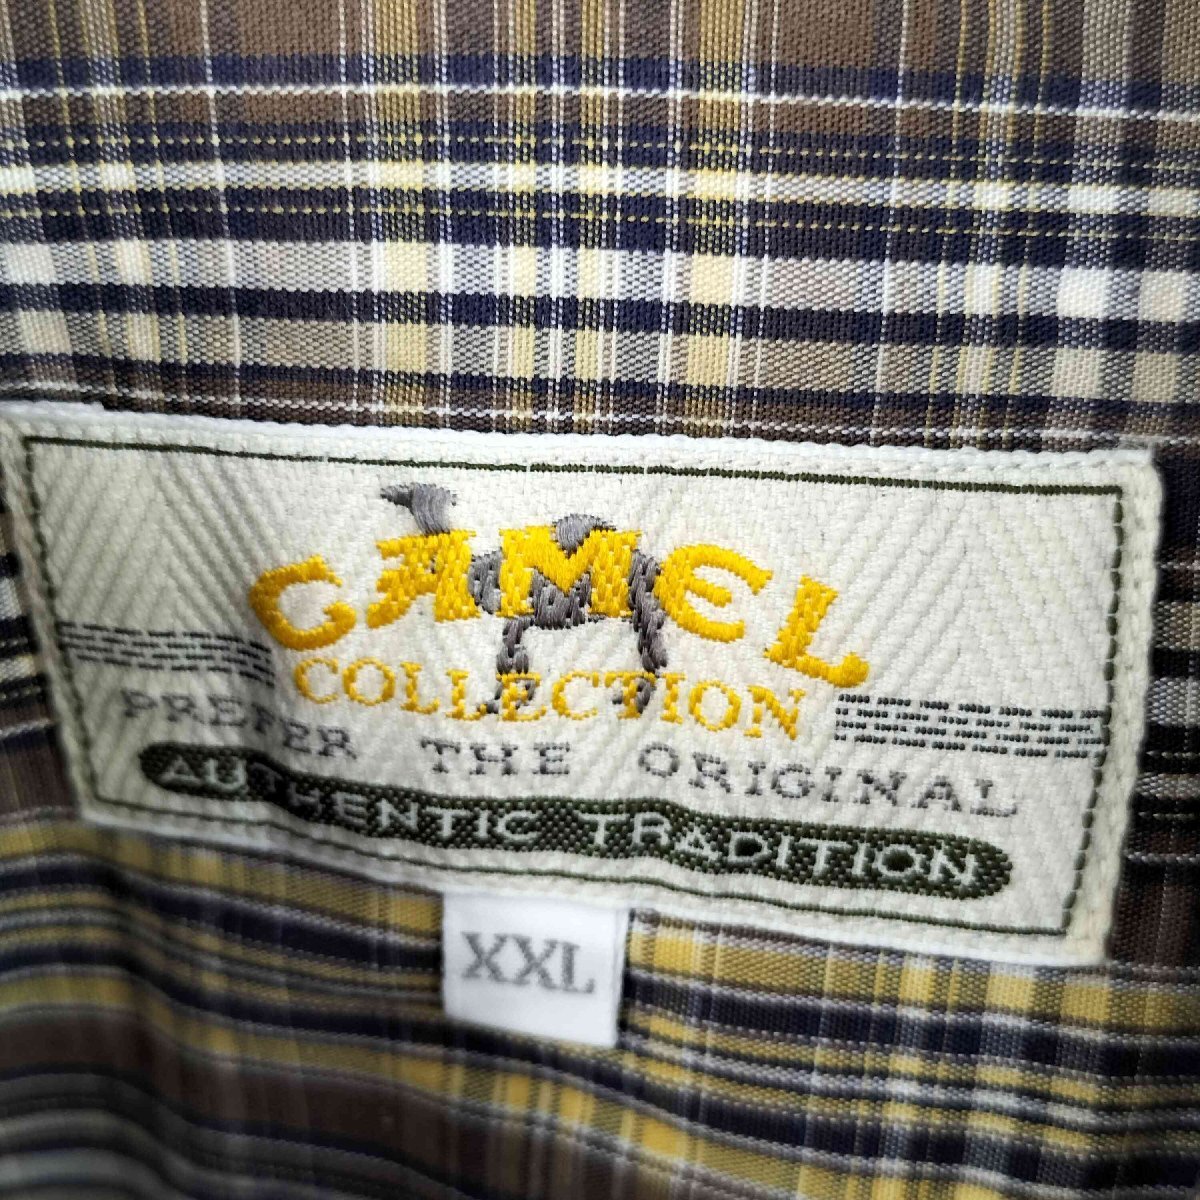 CAMEL
COLLECTION
PREFER THE ORIGINAL
AUTHENTIC TRADITION
XXL